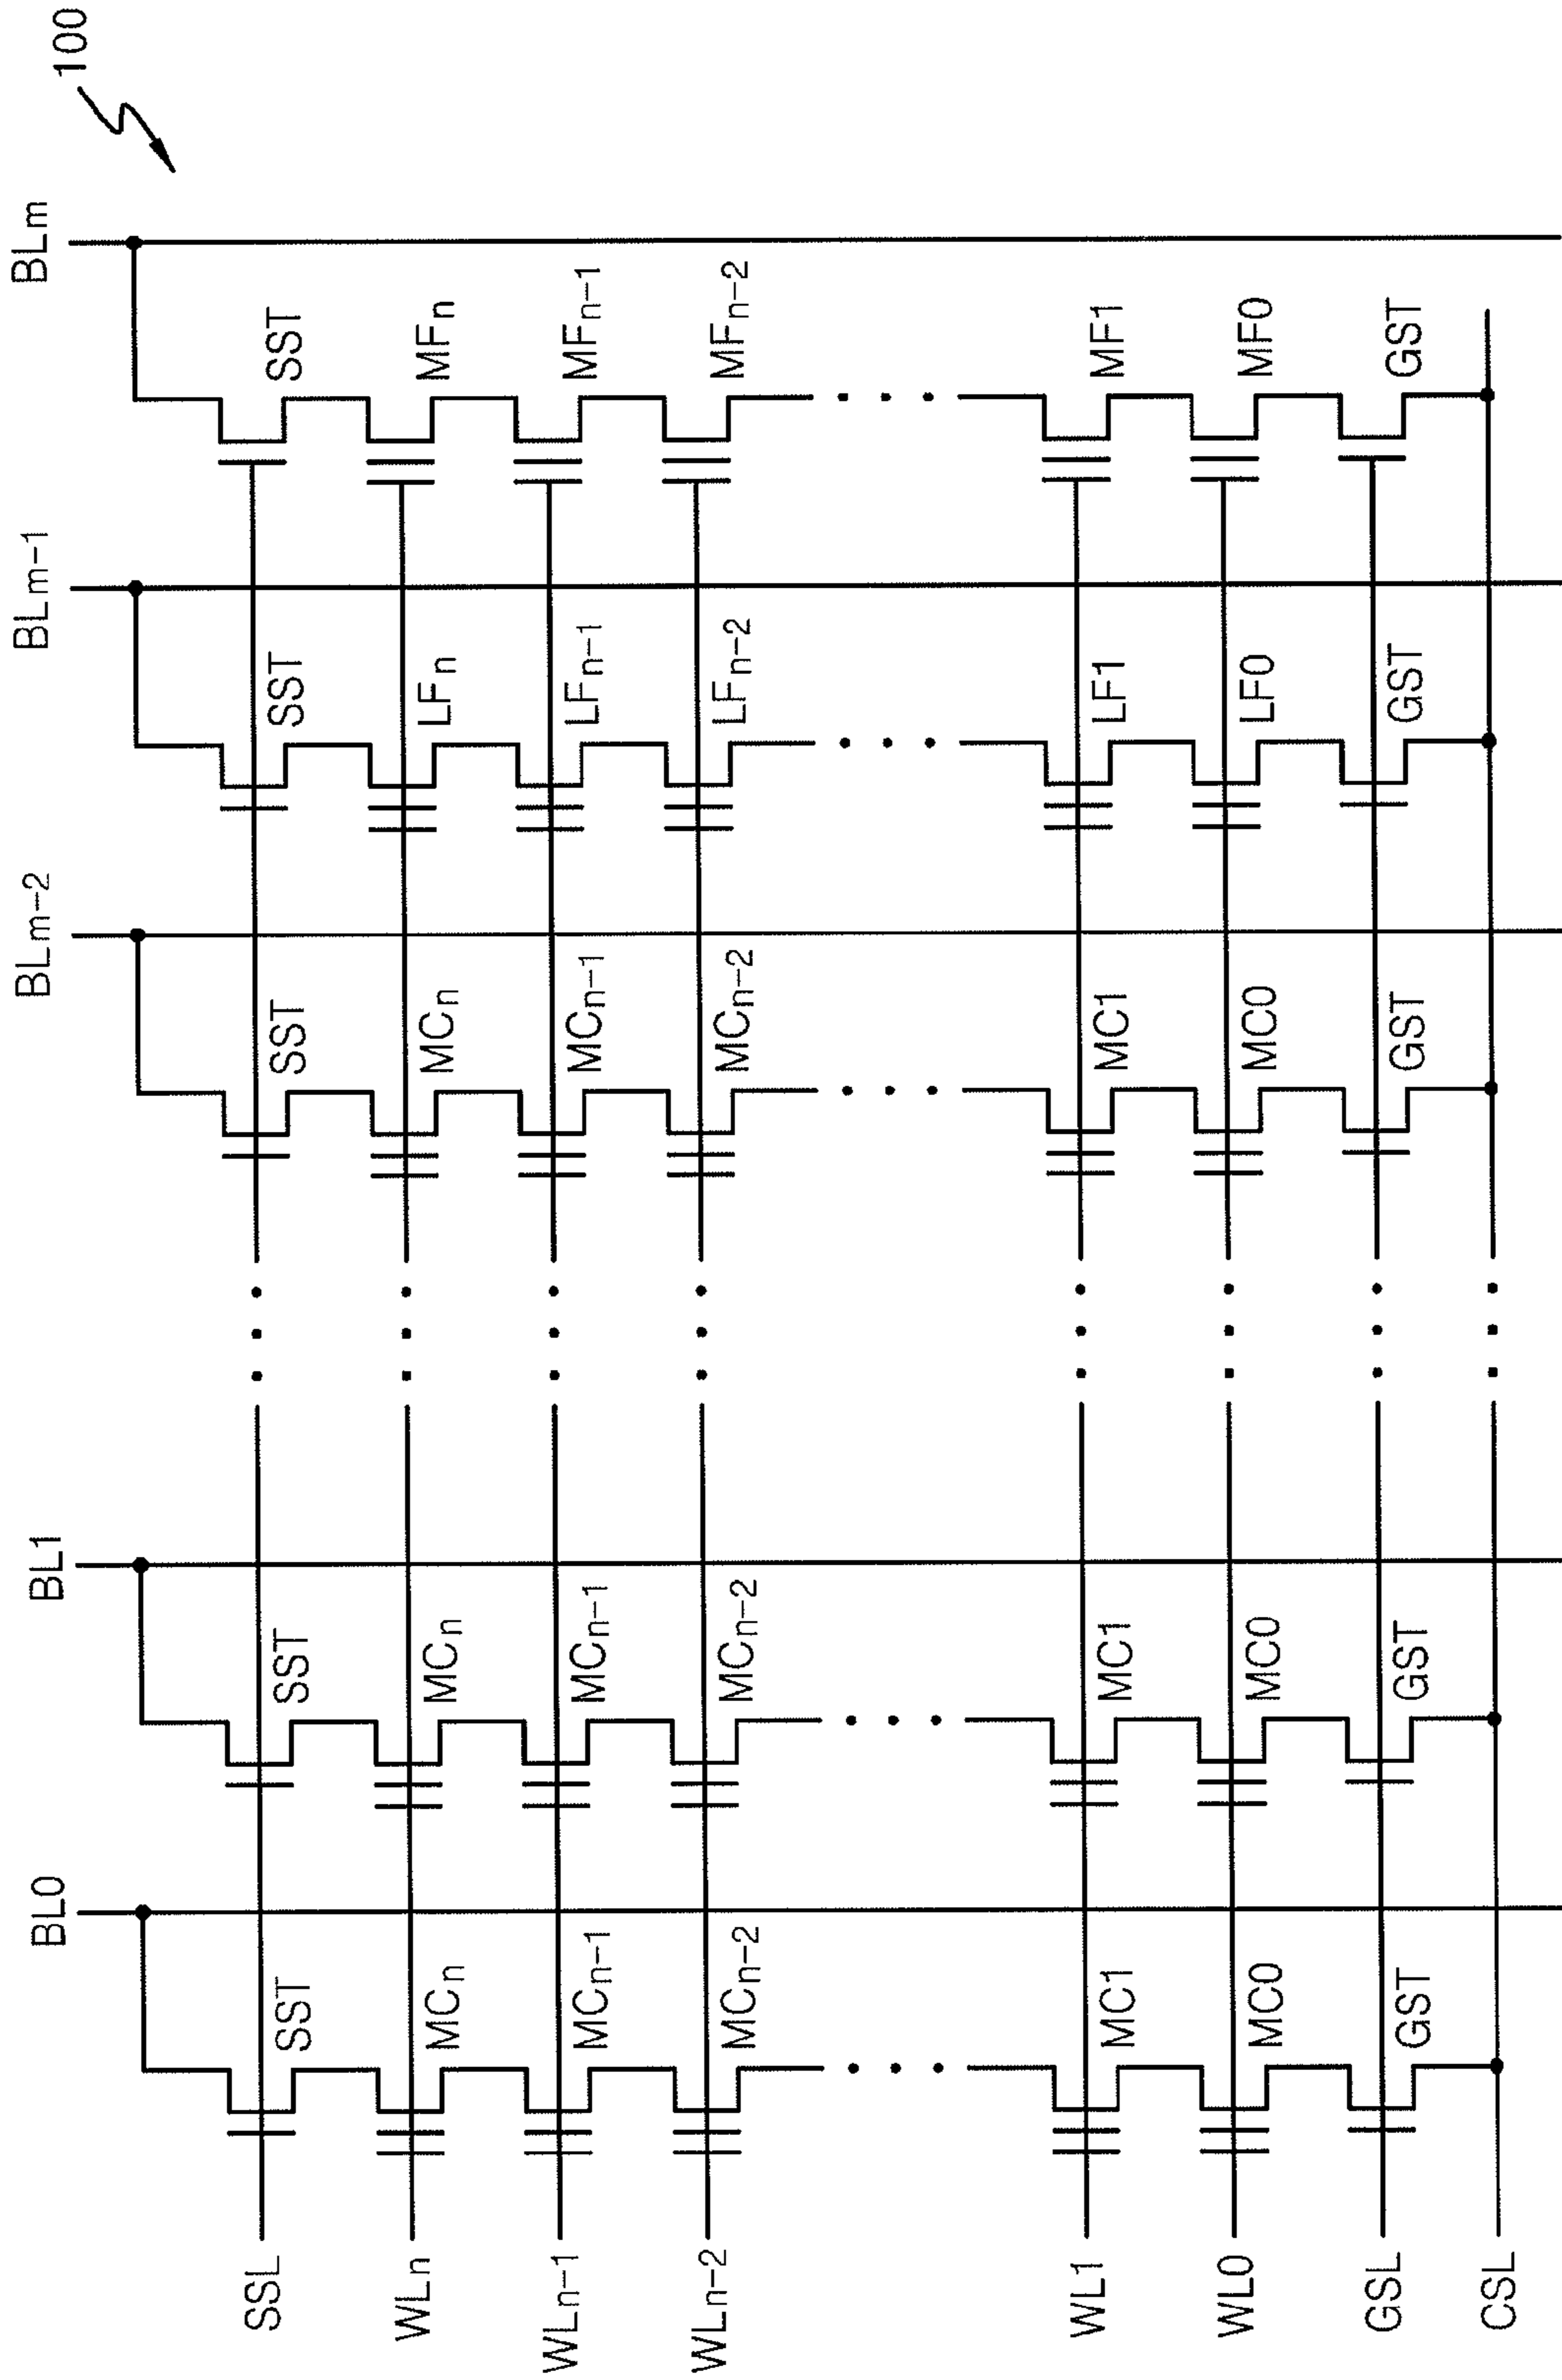 100
BL0 BL1 BLm-2 BLm-1 BLm
SSL SST SST SST SST SST
WLn MCn MCn MCn LFn MFn
WLn-1 MCn-1 MCn-1 MCn-1 LFn-1 MFn-1
WLn-2 MCn-2 MCn-2 MCn-2 LFn-2 MFn-2
WL1 MC1 MC1 MC1 LF1 MF1
WL0 MC0 MC0 MC0 LF0 MF0
GSL GST GST GST GST GST
CSL